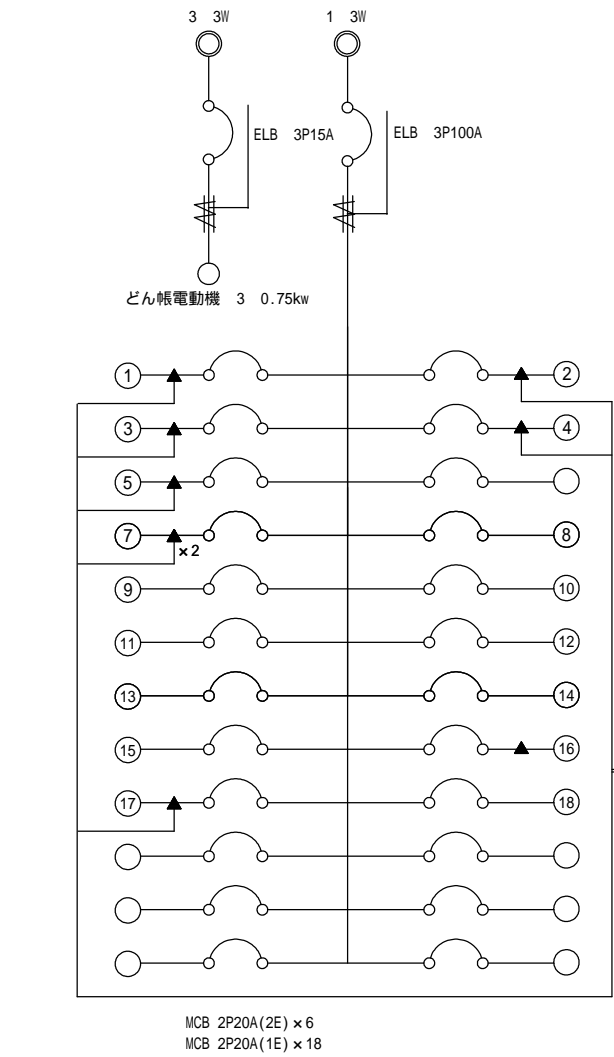 3 3W
1 3W
ELB 3P15A
ELB 3P100A
どん帳電動機 3 0.75kw
1
2
3
4
5
7
×2
8
9
10
11
12
13
14
15
16
17
18
MCB 2P20A(2E)×6
MCB 2P20A(1E)×18